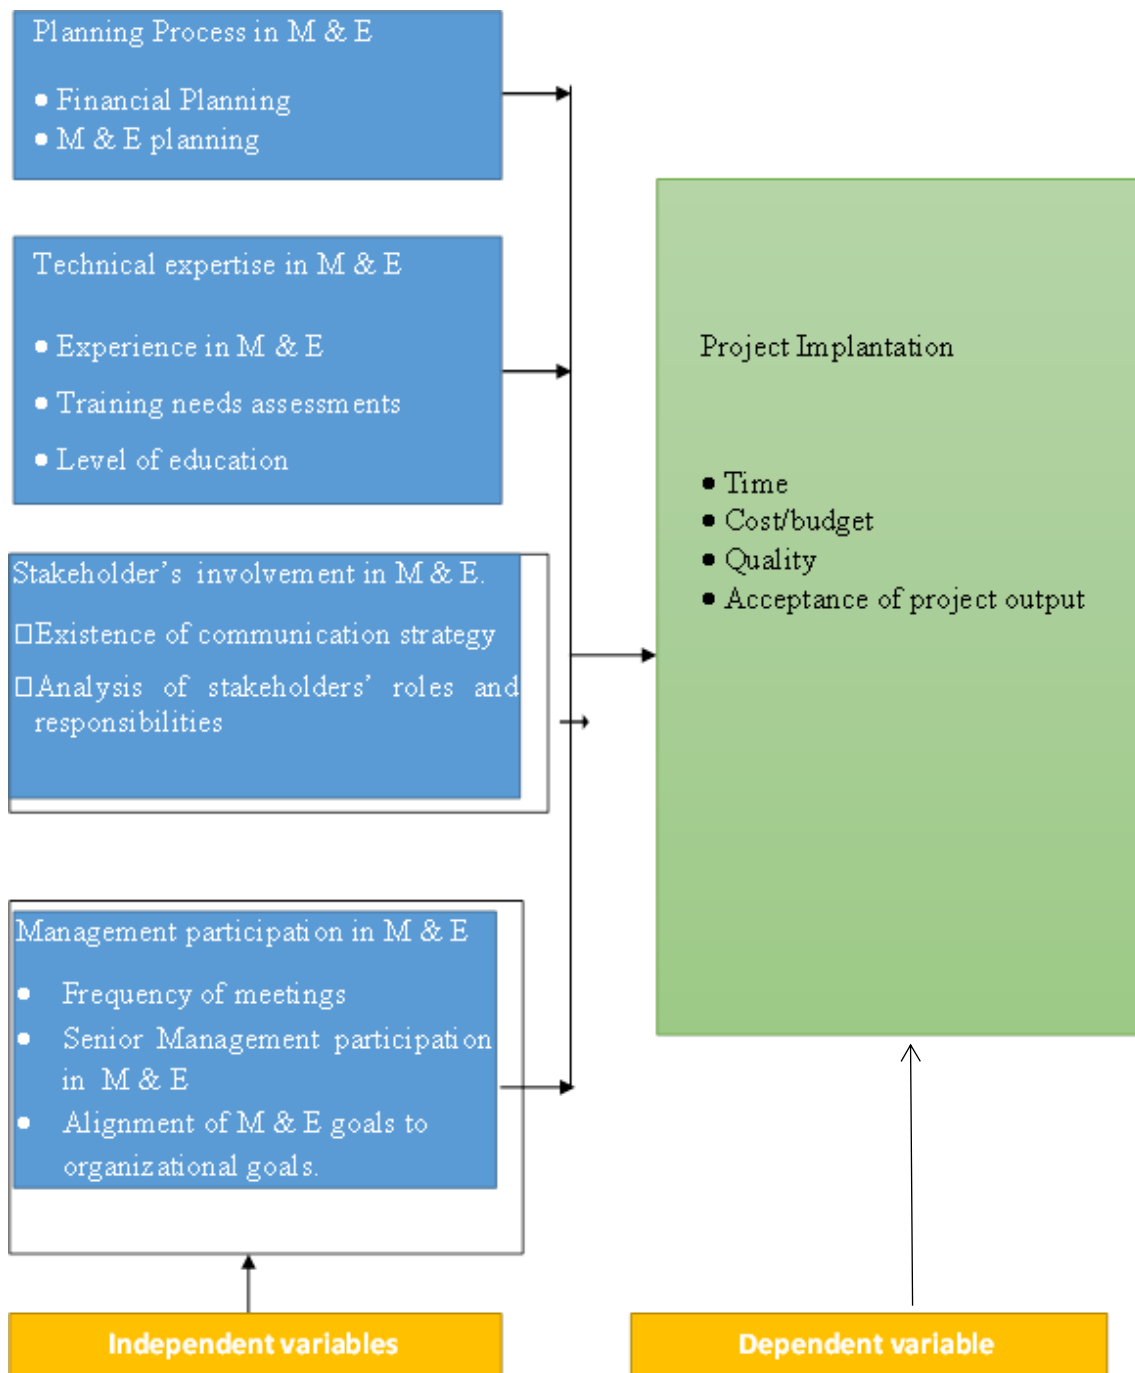 Planning Process in M & E
● Financial Planning
● M & E planning
Technical expertise in M & E
● Experience in M & E
● Training needs assessments
● Level of education
Stakeholder’s involvement in M & E.
□Existence of communication strategy
□Analysis of stakeholders’ roles and
responsibilities
Management participation in M & E
● Frequency of meetings
● Senior Management participation
in M & E
● Alignment of M & E goals to
organizational goals.
Independent variables
Project Implantation
● Time
● Cost/budget
● Quality
● Acceptance of project output
Dependent variable